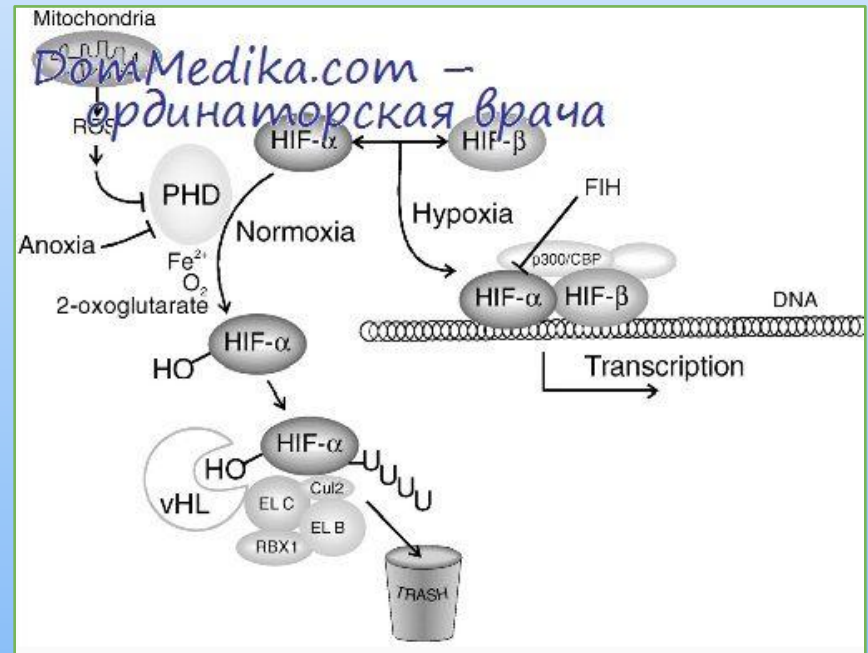 Mitochondria
DomMedika.com –
ординаторская врача
ROS
HIF-α
HIF-β
PHD
Normoxia
Hypoxia
FIH
Anoxia
Fe²⁺
O₂
2-oxoglutarate
p300/CBP
HIF-α
HIF-β
DNA
HO
HIF-α
Transcription
HO
HIF-α
U U U U
vHL
EL C
Cul2
EL B
RBX1
TRASH